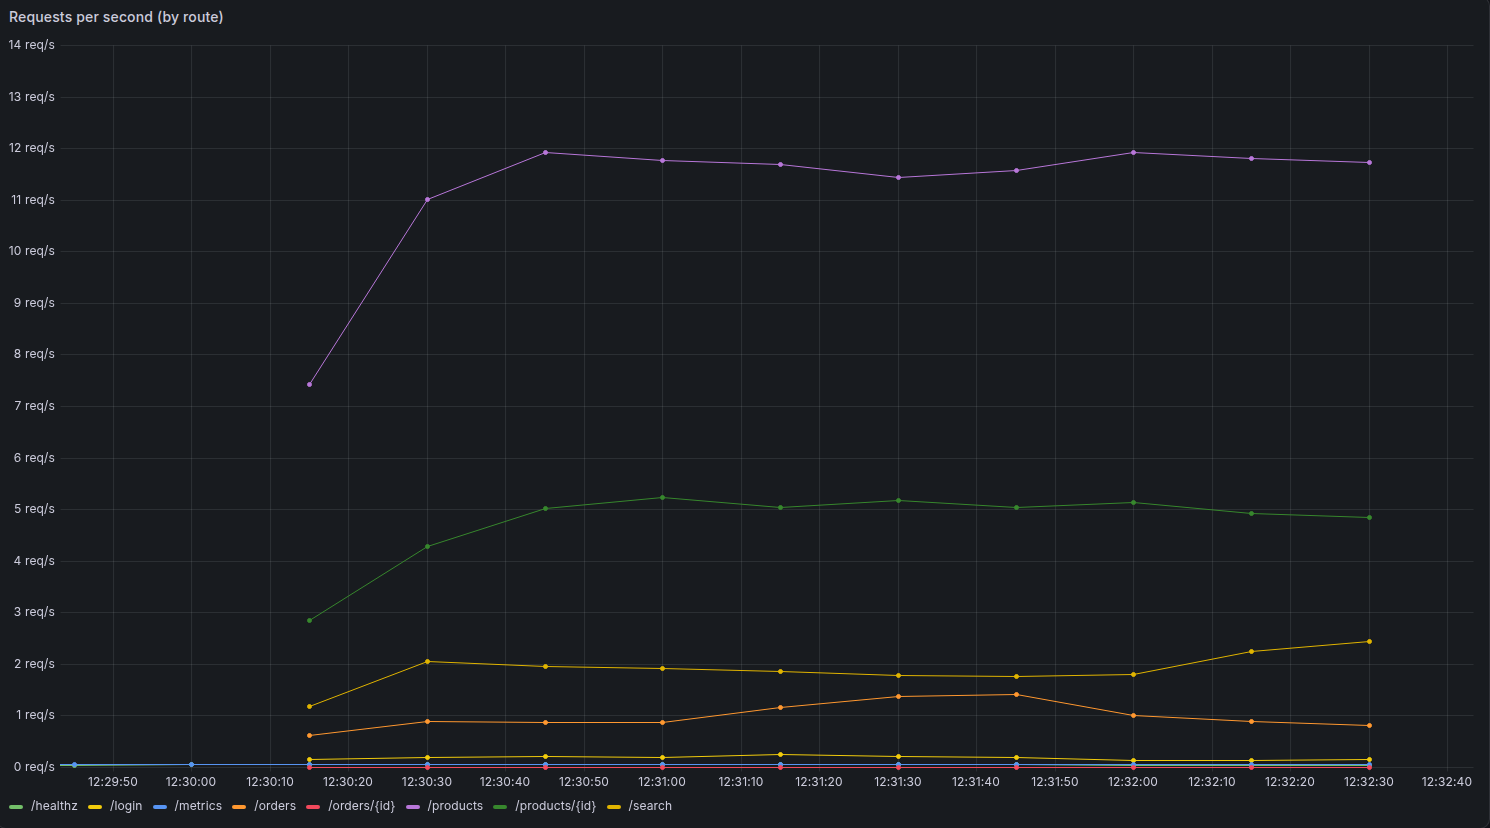 Requests per second (by route)
14 req/s
13 req/s
12 req/s
11 req/s
10 req/s
9 req/s
8 req/s
7 req/s
6 req/s
5 req/s
4 req/s
3 req/s
2 req/s
1 req/s
0 req/s
12:29:50 12:30:00 12:30:10 12:30:20 12:30:30 12:30:40 12:30:50 12:31:00 12:31:10 12:31:20 12:31:30 12:31:40 12:31:50 12:32:00 12:32:10 12:32:20 12:32:30 12:32:40
/healthz /login /metrics /orders /orders/{id} /products /products/{id} /search